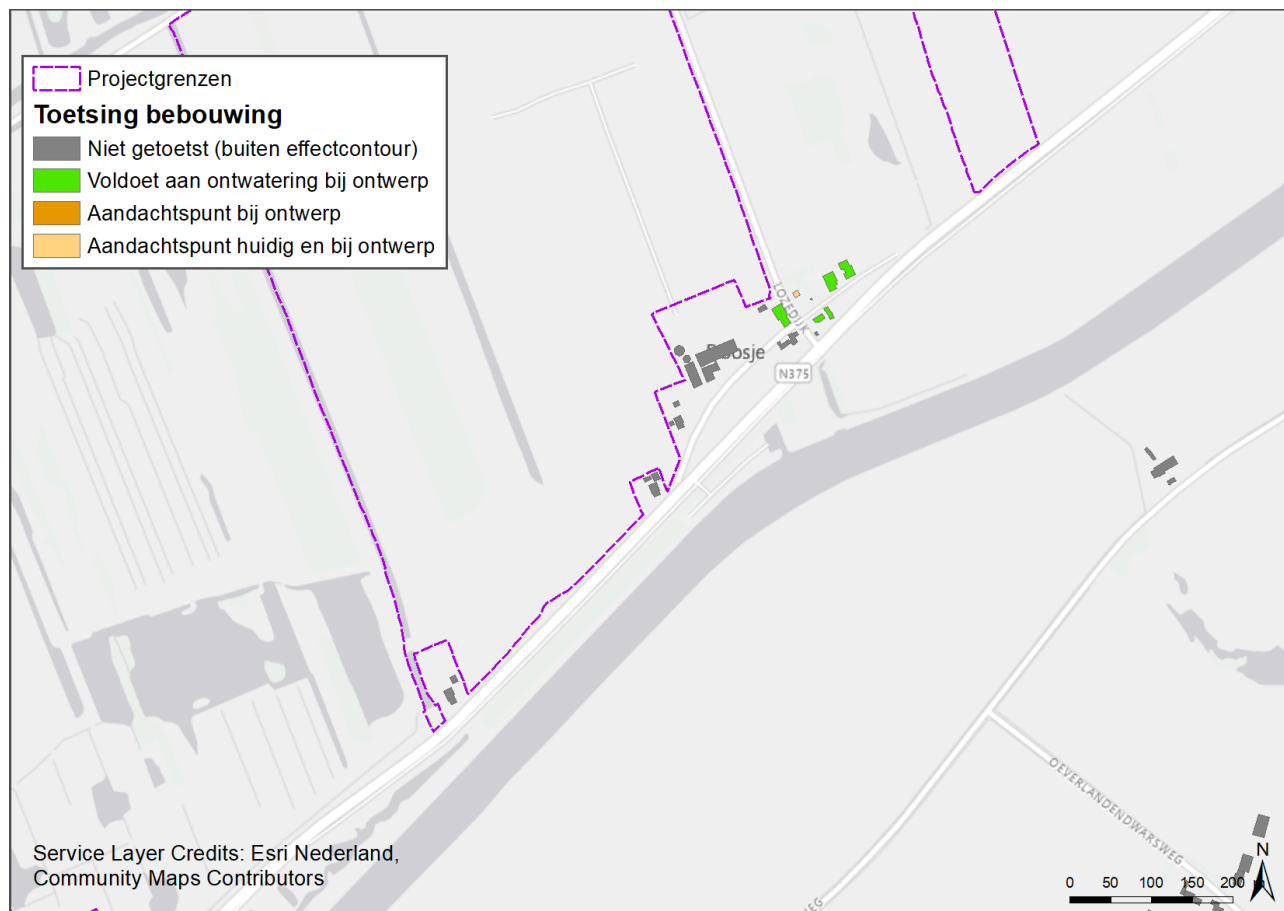 Projectgrenzen
Toetsing bebouwing
Niet getoetst (buiten effectcontour)
Voldoet aan ontwatering bij ontwerp
Aandachtspunt bij ontwerp
Aandachtspunt huidig en bij ontwerp
LOZEDIJK
N375
OEVERLANDENDWARSWEG
Service Layer Credits: Esri Nederland,
Community Maps Contributors
N
0 50 100 150 200